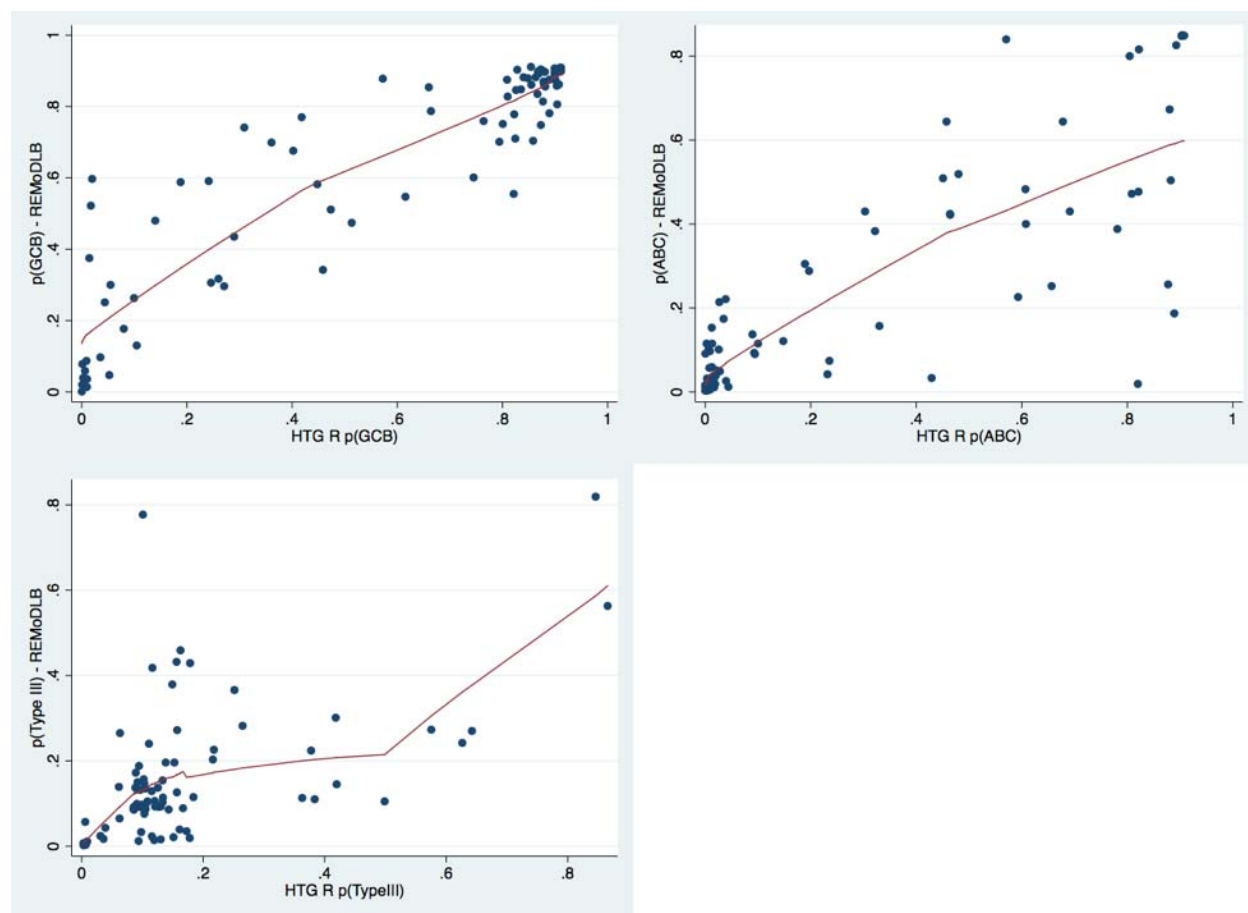 p(GCB) - REMoDLB
1
.8
.6
.4
.2
0
0 .2 .4 .6 .8 1
HTG R p(GCB)
p(ABC) - REMoDLB
.8
.6
.4
.2
0
0 .2 .4 .6 .8 1
HTG R p(ABC)
p(Type III) - REMoDLB
.8
.6
.4
.2
0
0 .2 .4 .6 .8
HTG R p(TypeIII)